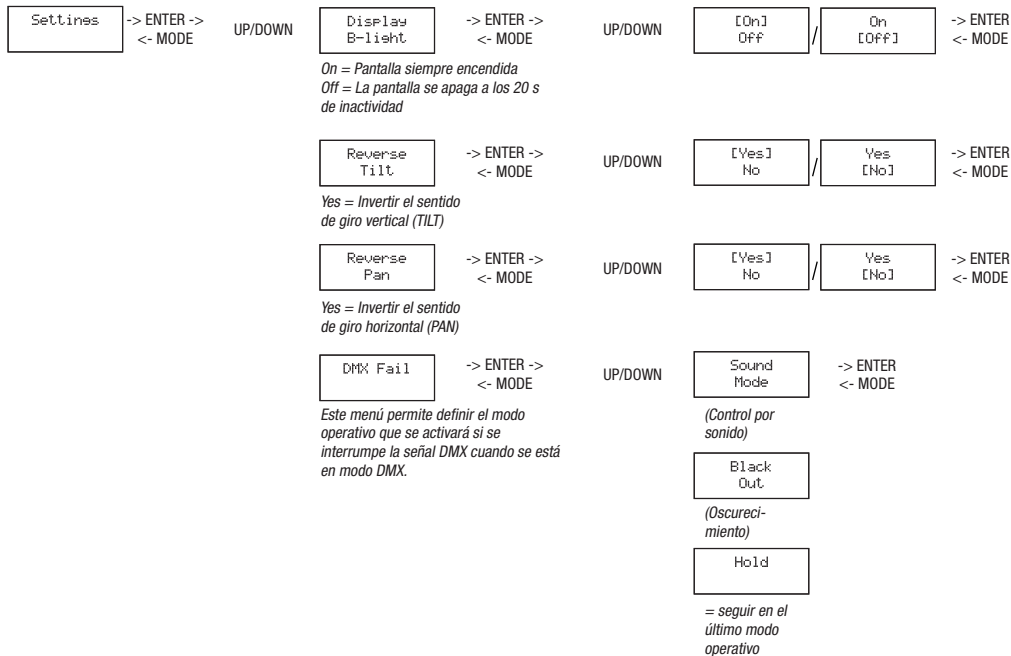 Settings -> ENTER -> UP/DOWN Display -> ENTER -> UP/DOWN [On] / On -> ENTER
<- MODE B-light <- MODE Off [Off] <- MODE
On = Pantalla siempre encendida
Off = La pantalla se apaga a los 20 s
de inactividad
Reverse -> ENTER -> UP/DOWN [Yes] / Yes -> ENTER
Tilt <- MODE No [No] <- MODE
Yes = Invertir el sentido
de giro vertical (TILT)
Reverse -> ENTER -> UP/DOWN [Yes] / Yes -> ENTER
Pan <- MODE No [No] <- MODE
Yes = Invertir el sentido
de giro horizontal (PAN)
DMX Fail -> ENTER -> UP/DOWN Sound -> ENTER
<- MODE Mode <- MODE
Este menú permite definir el modo
operativo que se activará si se
interrumpe la señal DMX cuando se está
en modo DMX.
(Control por
sonido)
Black
Out
(Oscureci-
miento)
Hold
= seguir en el
último modo
operativo